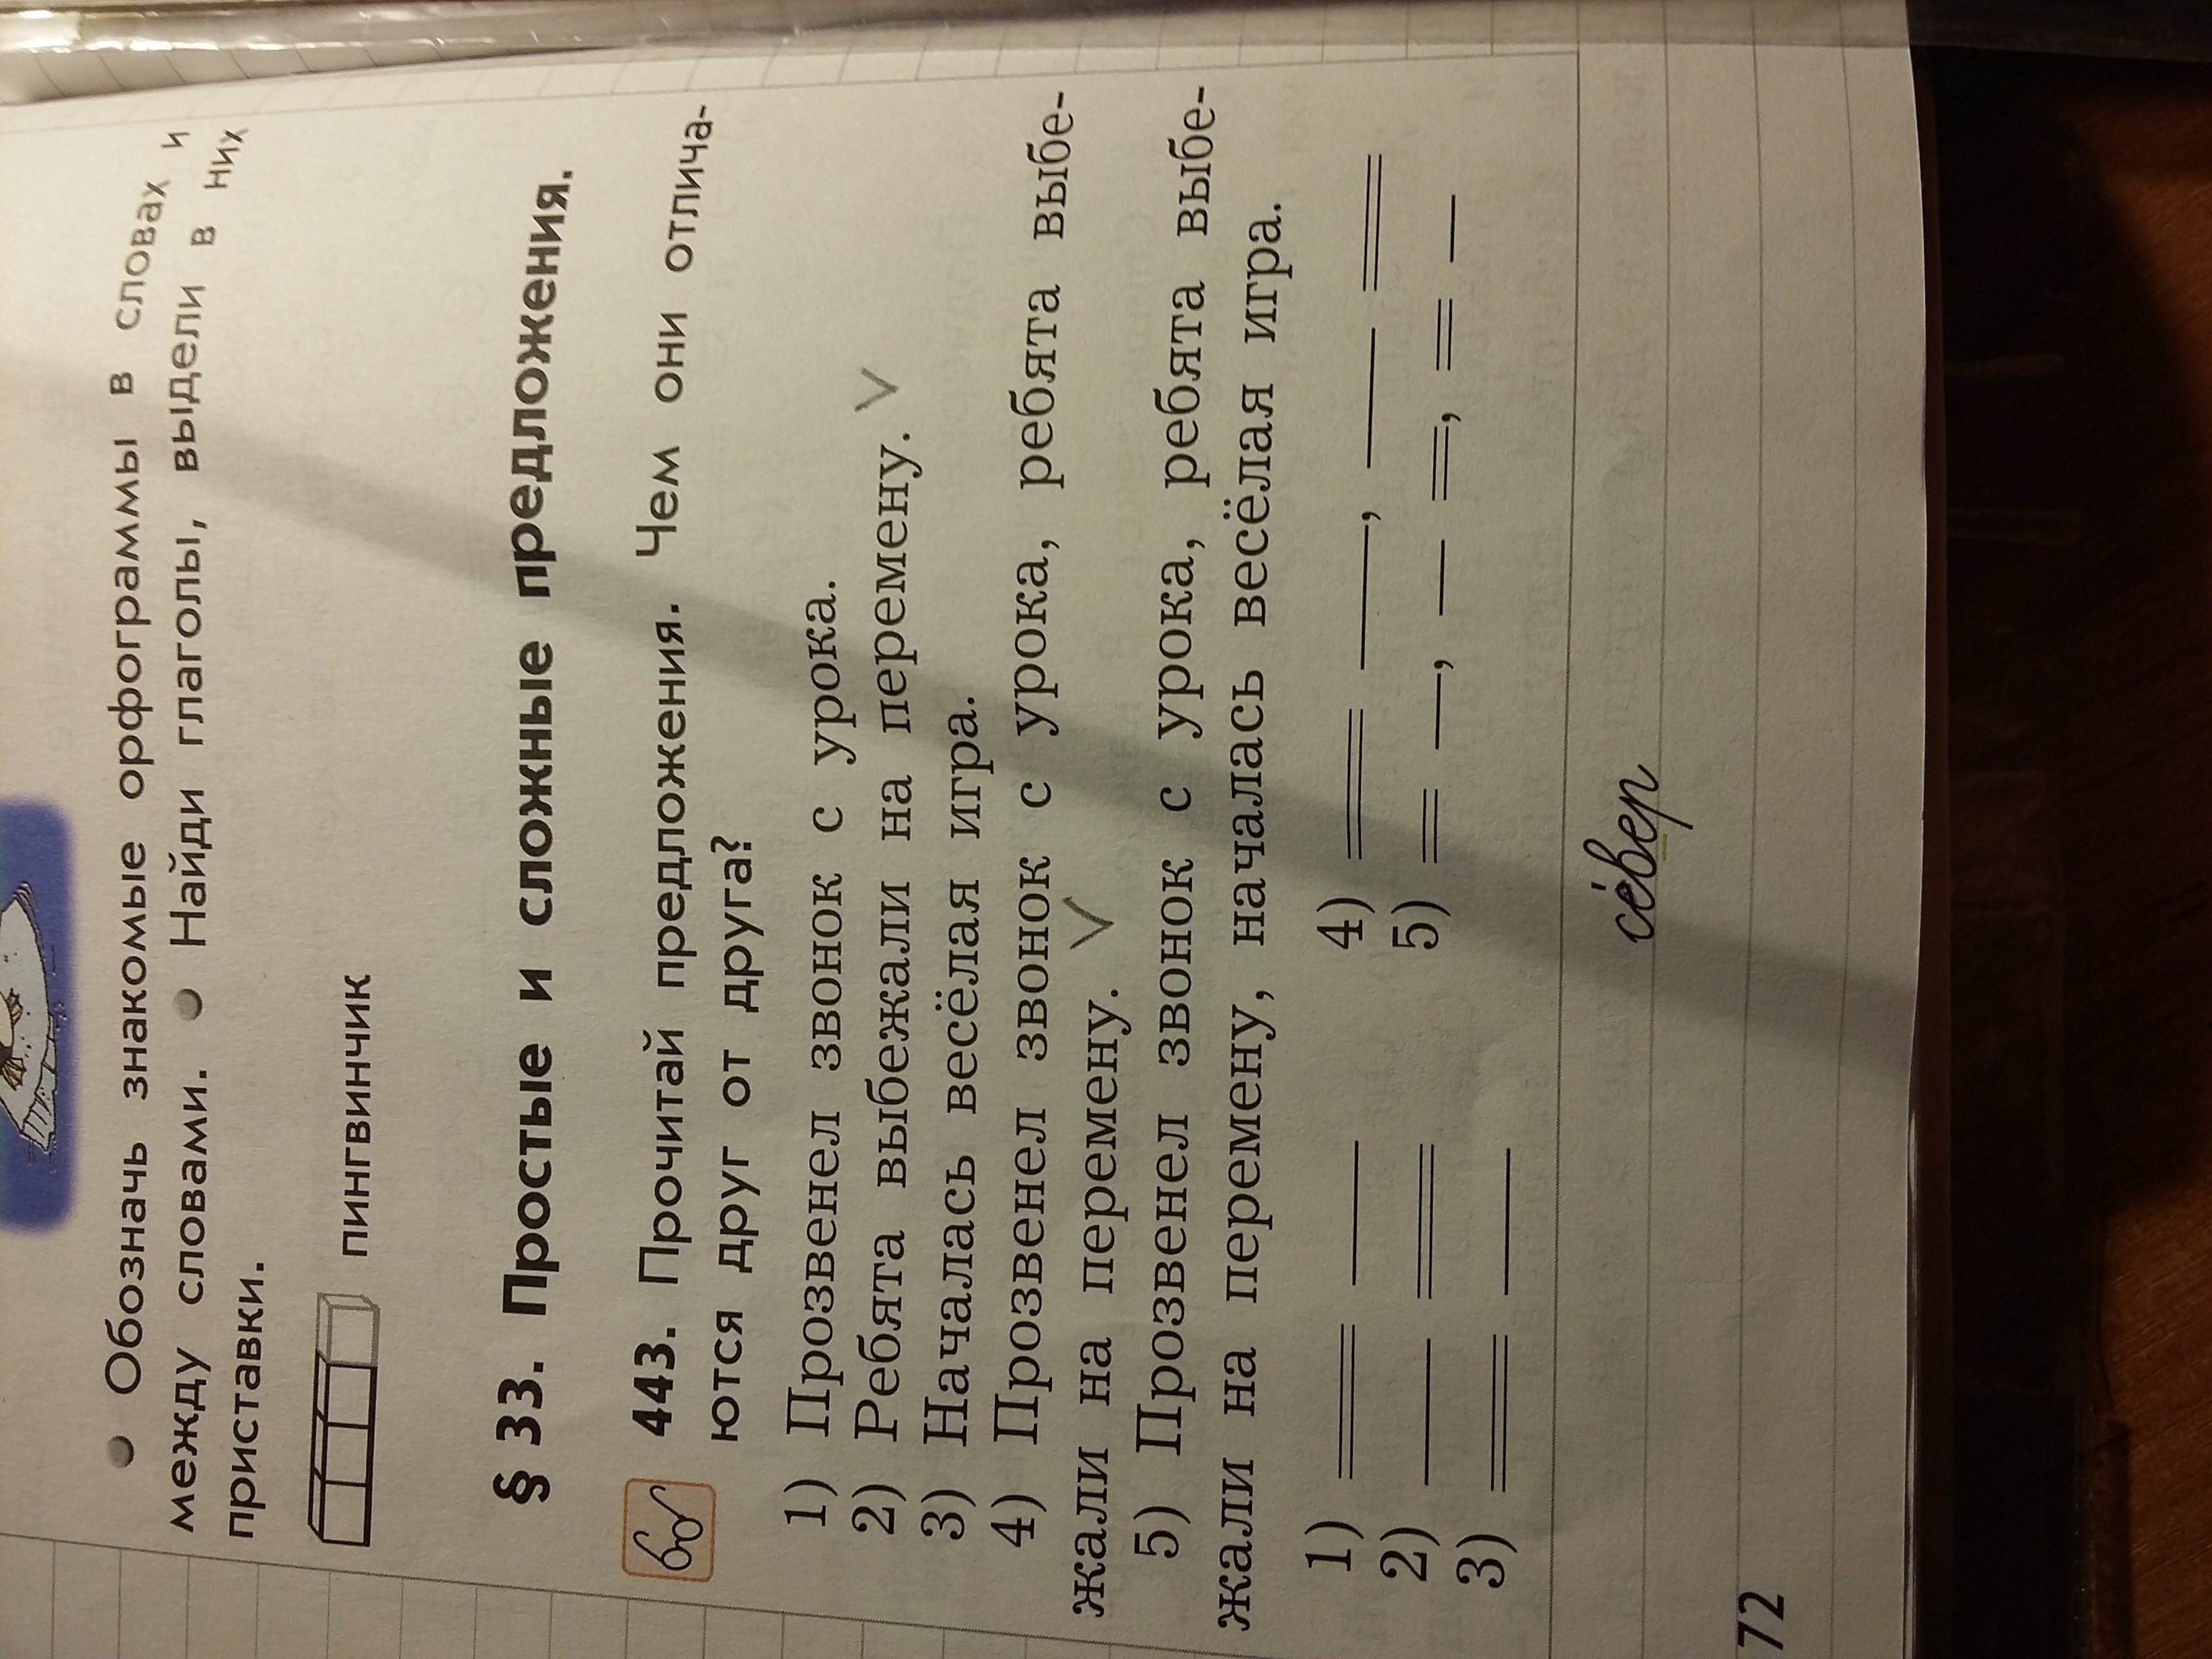 ● Обозначь знакомые орфограммы в словах и
между словами. ● Найди глаголы, выдели в них
приставки.
пингвинчик
§ 33. Простые и сложные предложения.
443. Прочитай предложения. Чем они отлича-
ются друг от друга?
1) Прозвенел звонок с урока.
2) Ребята выбежали на перемену.
3) Началась весёлая игра.
4) Прозвенел звонок с урока, ребята выбе-
жали на перемену.
5) Прозвенел звонок с урока, ребята выбе-
жали на перемену, началась весёлая игра.
1) ═ —
2) — ═
3) ═ —
4) ═ —, — ═
5) ═ —, — ═, ═ —
се́вер
72